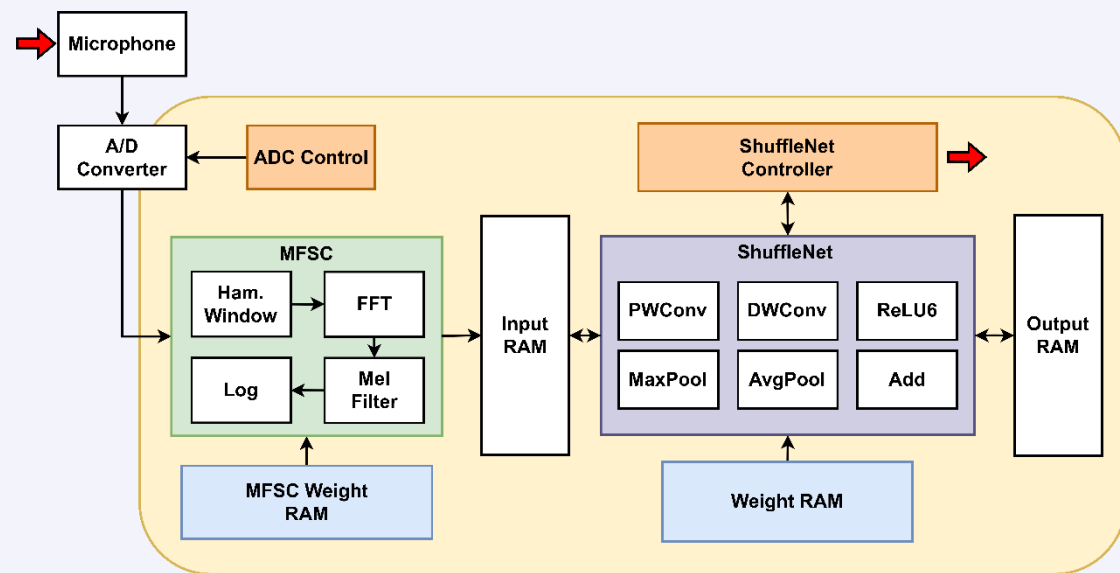 Microphone
A/D
Converter
ADC Control
ShuffleNet
Controller
MFSC
Ham.
Window
FFT
Log
Mel
Filter
Input
RAM
ShuffleNet
PWConv
DWConv
ReLU6
MaxPool
AvgPool
Add
Output
RAM
MFSC Weight
RAM
Weight RAM